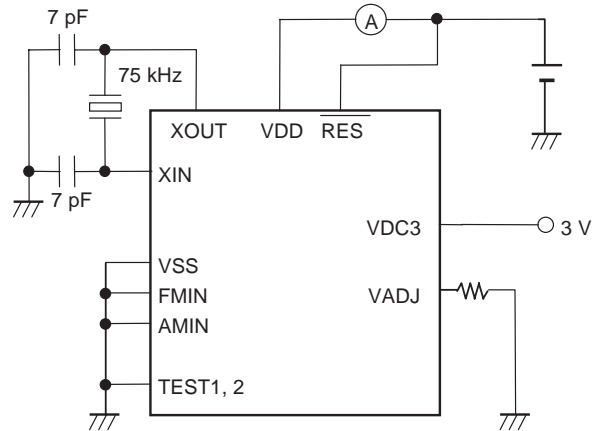 7 pF
A
75 kHz
XOUT VDD RES
XIN
7 pF
VDC3
3 V
VSS
FMIN
VADJ
AMIN
TEST1, 2